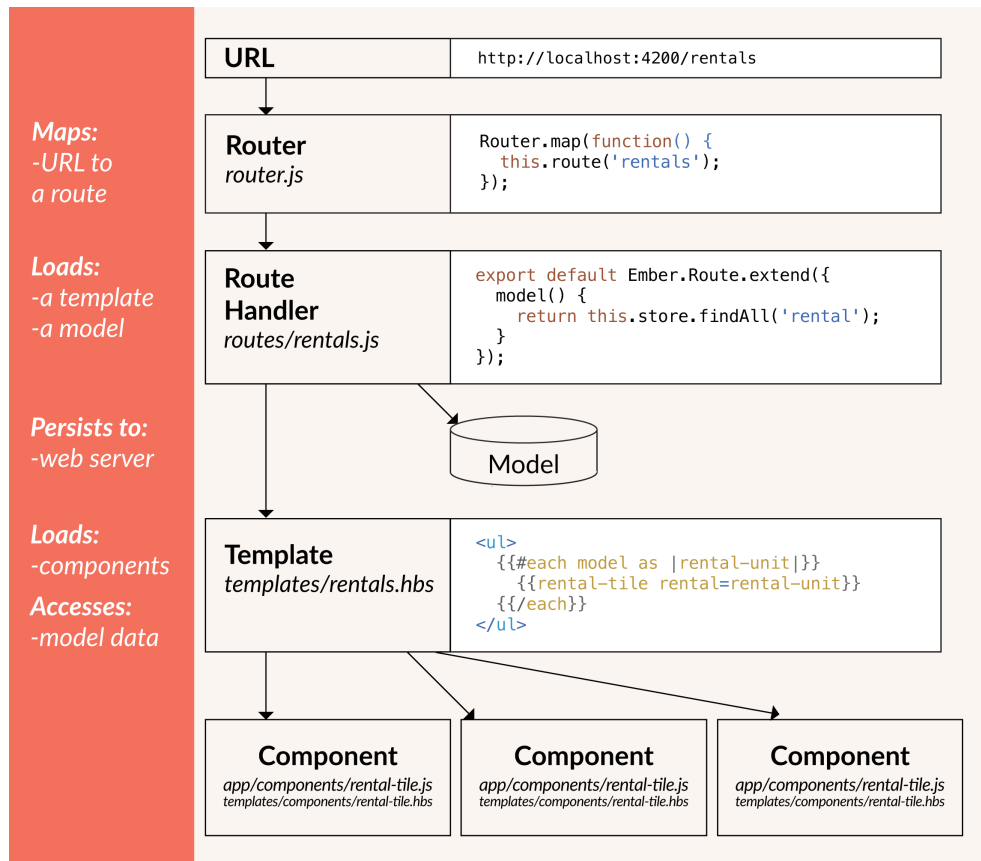 URL
http://localhost:4200/rentals
Maps:
-URL to
a route
Router
router.js
Router.map(function() {
  this.route('rentals');
});
Loads:
-a template
-a model
Route
Handler
routes/rentals.js
export default Ember.Route.extend({
  model() {
    return this.store.findAll('rental');
  }
});
Persists to:
-web server
Model
Loads:
-components
Accesses:
-model data
Template
templates/rentals.hbs
<ul>
  {{#each model as |rental-unit|}}
    {{rental-tile rental=rental-unit}}
  {{/each}}
</ul>
Component
app/components/rental-tile.js
templates/components/rental-tile.hbs
Component
app/components/rental-tile.js
templates/components/rental-tile.hbs
Component
app/components/rental-tile.js
templates/components/rental-tile.hbs